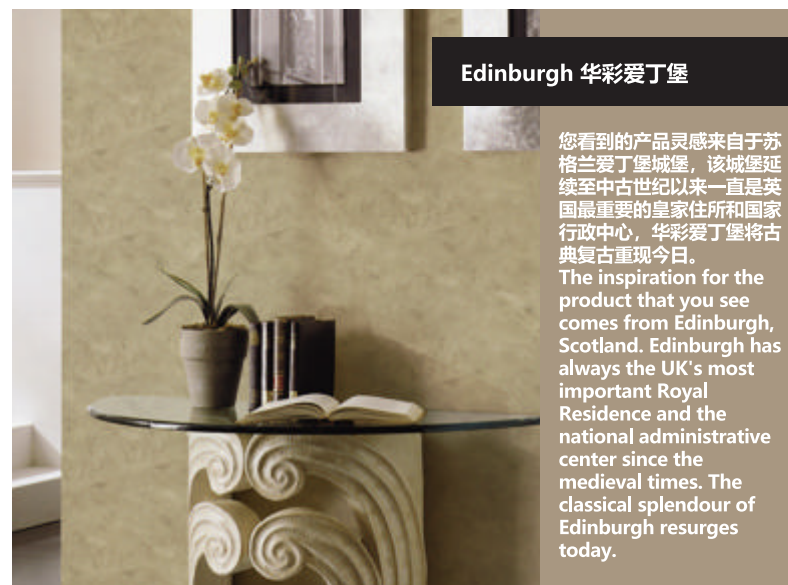 Edinburgh 华彩爱丁堡
您看到的产品灵感来自于苏
格兰爱丁堡城堡，该城堡延
续至中古世纪以来一直是英
国最重要的皇家住所和国家
行政中心，华彩爱丁堡将古
典复古重现今日。
The inspiration for the
product that you see
comes from Edinburgh,
Scotland. Edinburgh has
always the UK's most
important Royal
Residence and the
national administrative
center since the
medieval times. The
classical splendour of
Edinburgh resurges
today.